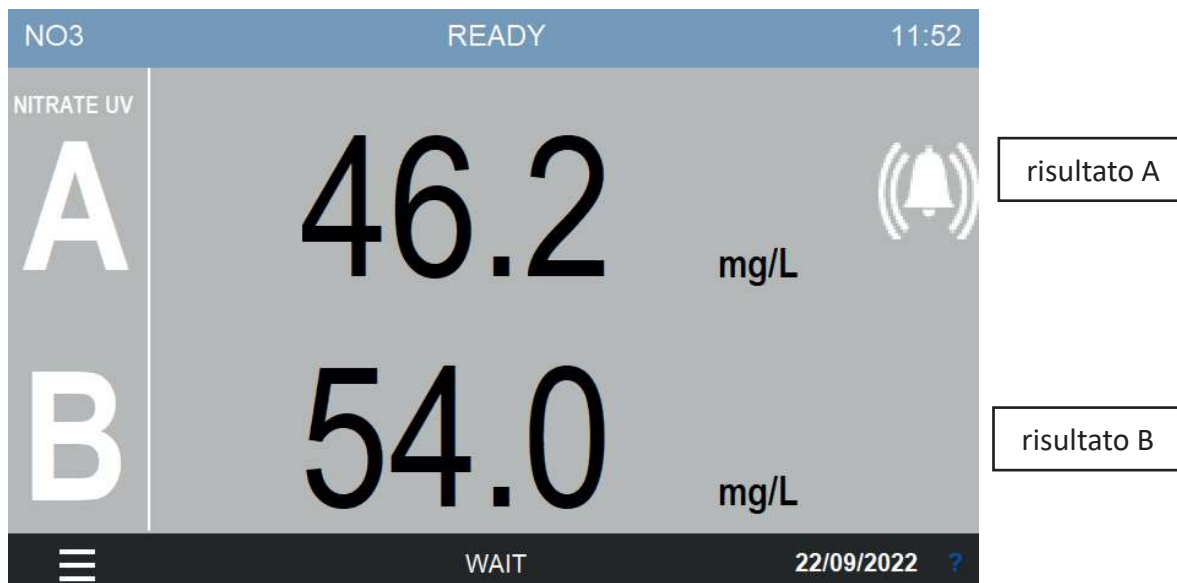 NO3 READY 11:52
NITRATE UV
A 46.2 mg/L
risultato A
B 54.0 mg/L
risultato B
WAIT 22/09/2022 ?